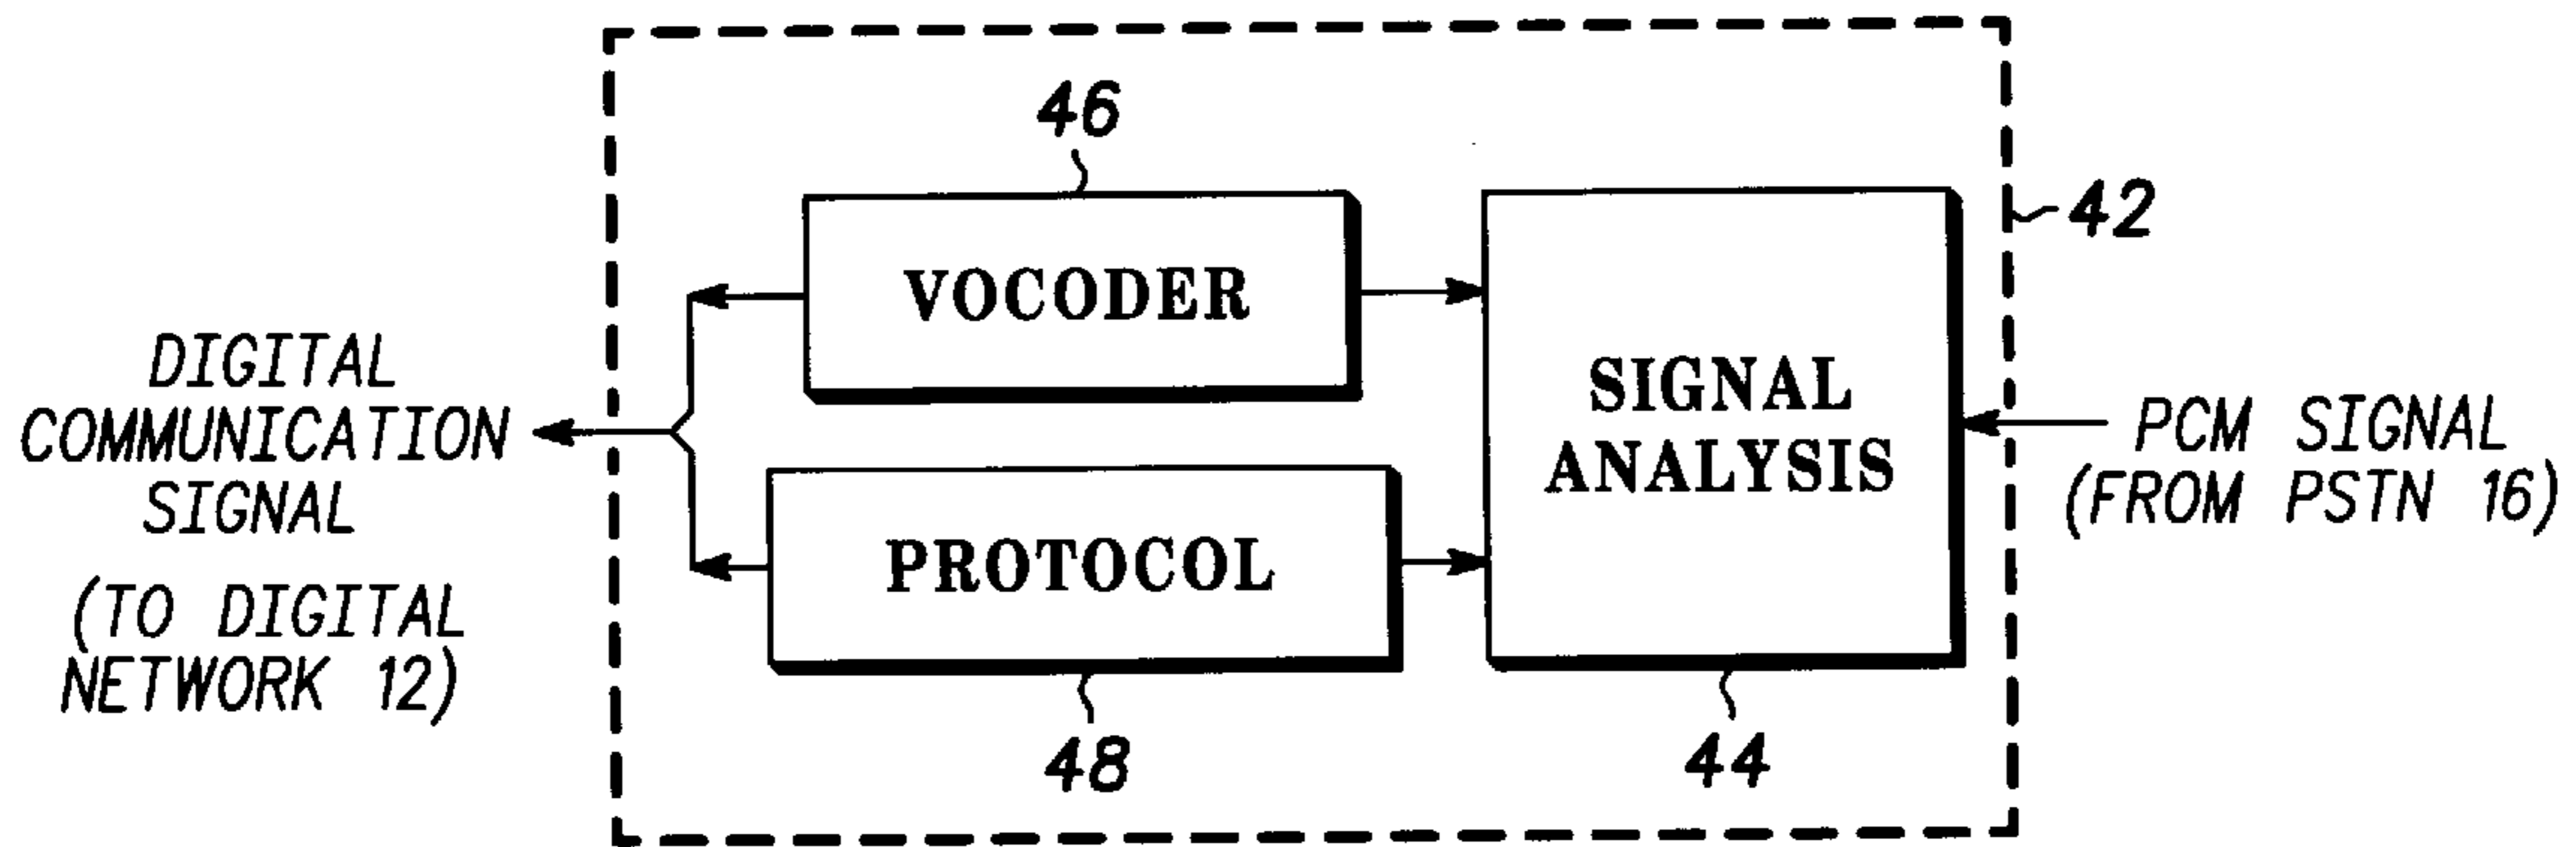 46
42
VOCODER
SIGNAL
ANALYSIS
DIGITAL
COMMUNICATION
SIGNAL
(TO DIGITAL
NETWORK 12)
PCM SIGNAL
(FROM PSTN 16)
PROTOCOL
48
44